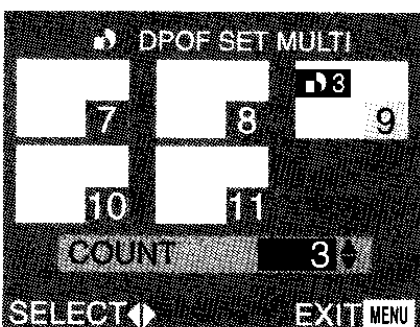 DPOF SET MULTI
3
7 8 9
10 11
COUNT 3
SELECT EXIT MENU